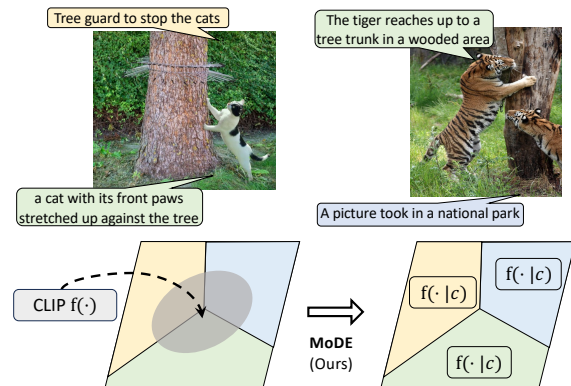 Tree guard to stop the cats
The tiger reaches up to a
tree trunk in a wooded area
a cat with its front paws
stretched up against the tree
A picture took in a national park
CLIP f(·)
MoDE
(Ours)
f(· |c)
f(· |c)
f(· |c)